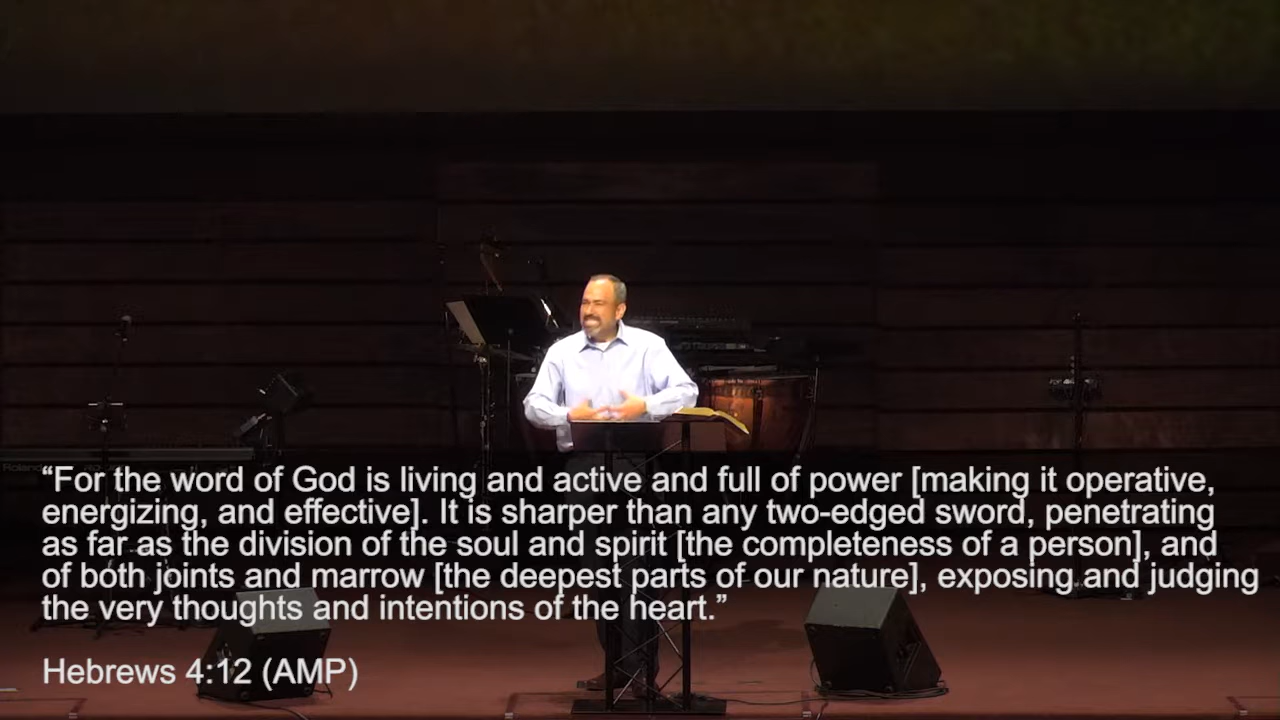 Roland
“For the word of God is living and active and full of power [making it operative,
energizing, and effective]. It is sharper than any two-edged sword, penetrating
as far as the division of the soul and spirit [the completeness of a person], and
of both joints and marrow [the deepest parts of our nature], exposing and judging
the very thoughts and intentions of the heart.”
Hebrews 4:12 (AMP)